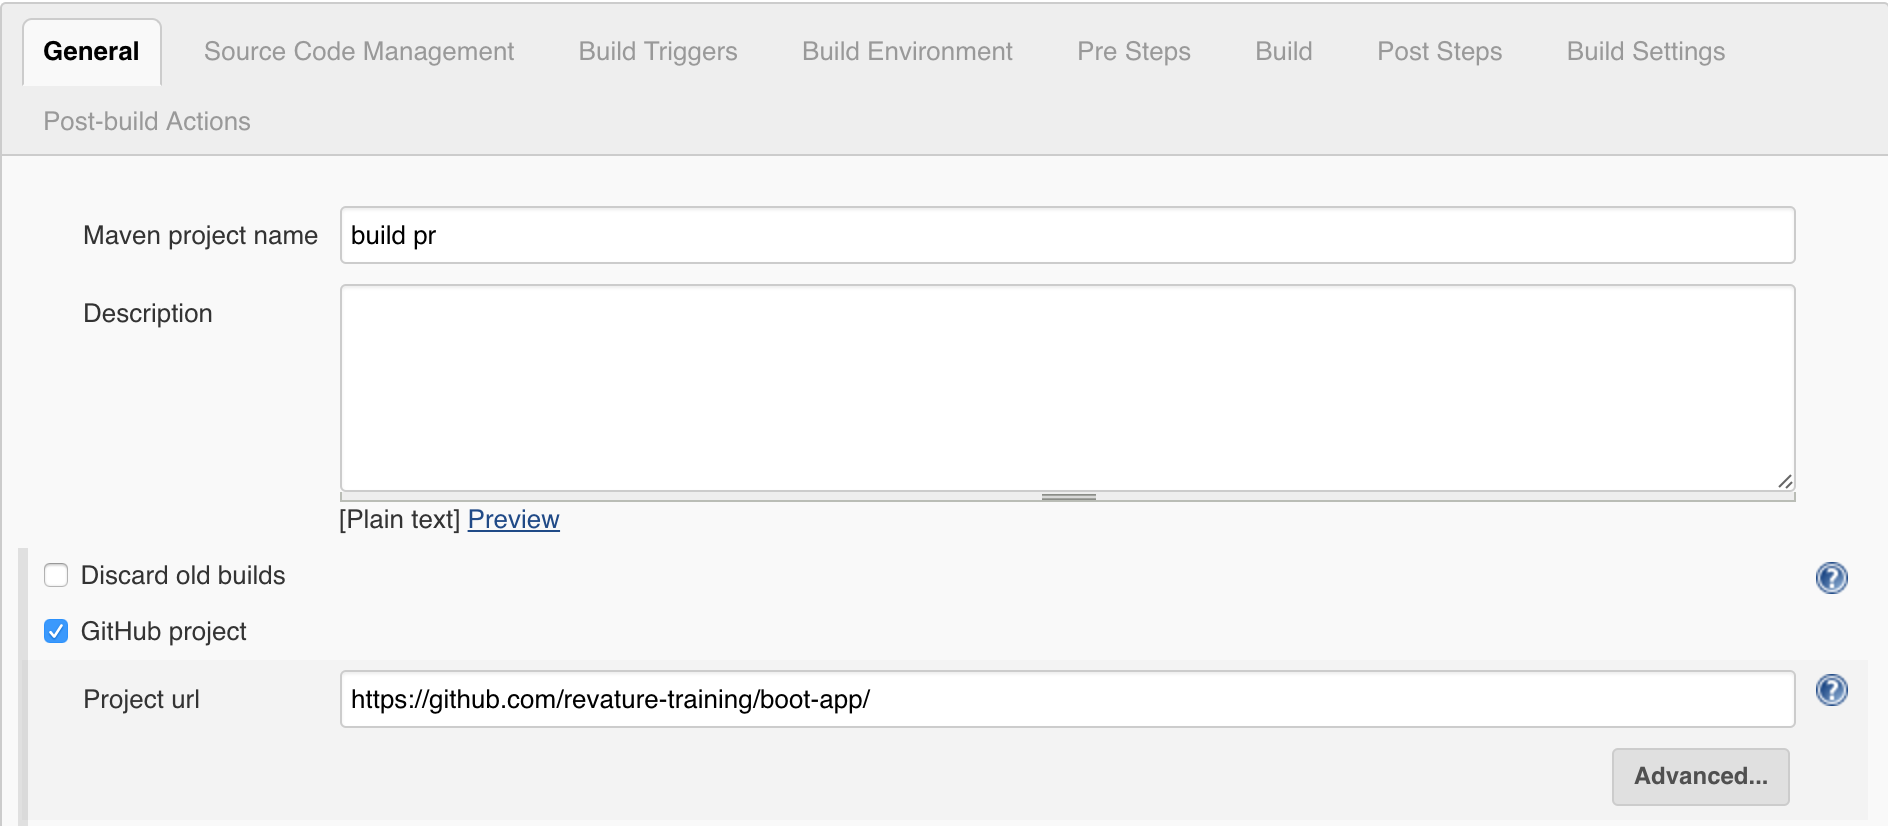 General Source Code Management Build Triggers Build Environment Pre Steps Build Post Steps Build Settings
Post-build Actions
Maven project name build pr
Description
[Plain text] Preview
Discard old builds ?
GitHub project
Project url https://github.com/revature-training/boot-app/ ?
Advanced...